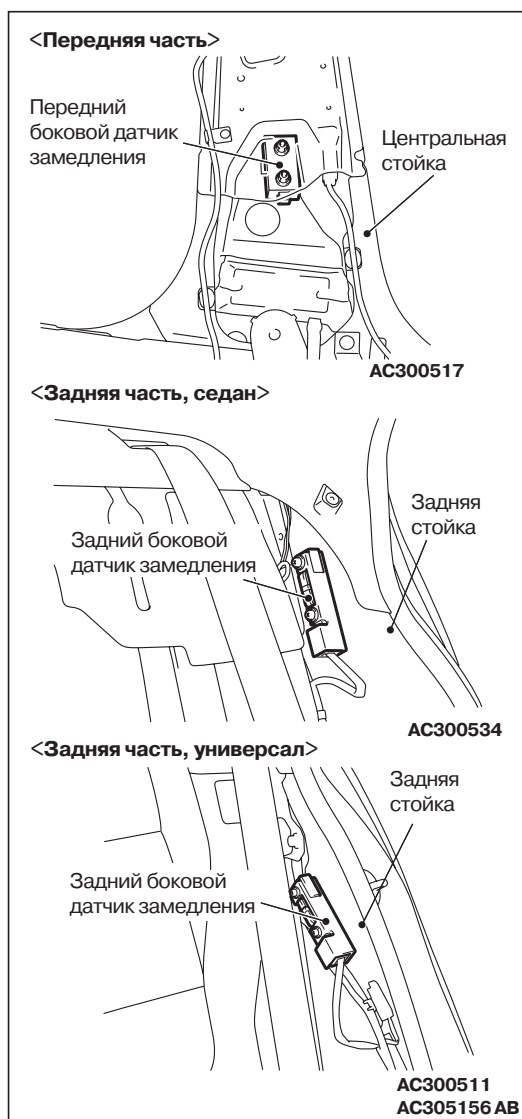 <Передняя часть>
Передний
боковой датчик
замедления
Центральная
стойка
AC300517
<Задняя часть, седан>
Задняя
стойка
Задний боковой
датчик замедления
AC300534
<Задняя часть, универсал>
Задняя
стойка
Задний боковой
датчик замедления
AC300511
AC305156 AB